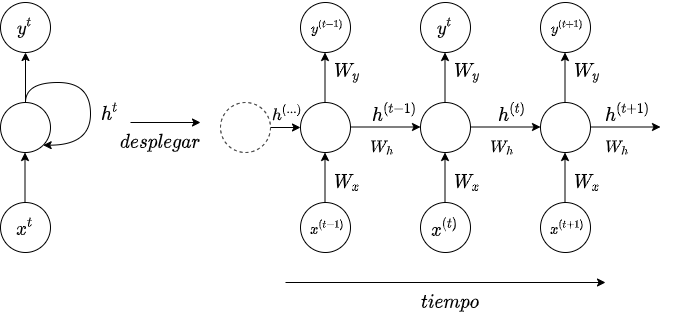 y^t
h^t
x^t
desplegar
y^(t-1)
y^t
y^(t+1)
W_y
W_y
W_y
h^(...)
h^(t-1)
h^(t)
h^(t+1)
W_h
W_h
W_h
W_x
W_x
W_x
x^(t-1)
x^(t)
x^(t+1)
tiempo